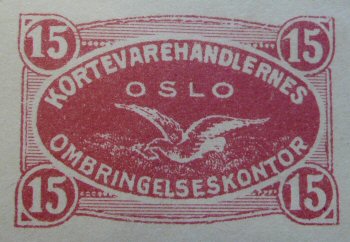 15 15
KORTEVAREHANDLERNES
OSLO
OMBRINGELSESKONTOR
15 15